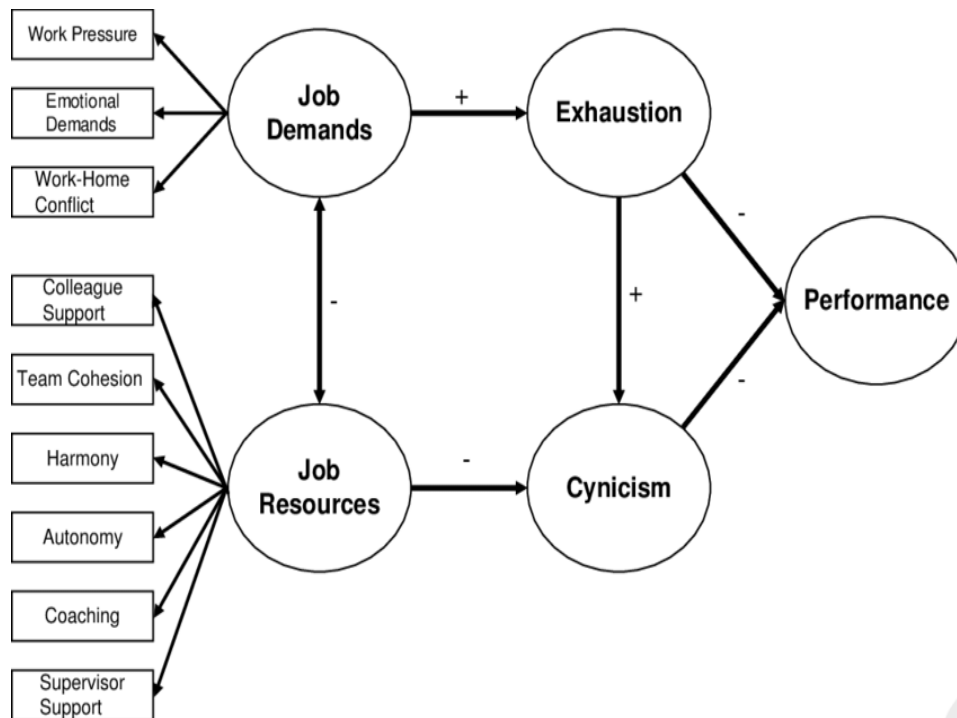 Work Pressure
Emotional
Demands
Work-Home
Conflict
Colleague
Support
Team Cohesion
Harmony
Autonomy
Coaching
Supervisor
Support
Job
Demands
+
Exhaustion
-
-
+
Performance
-
Job
Resources
-
Cynicism